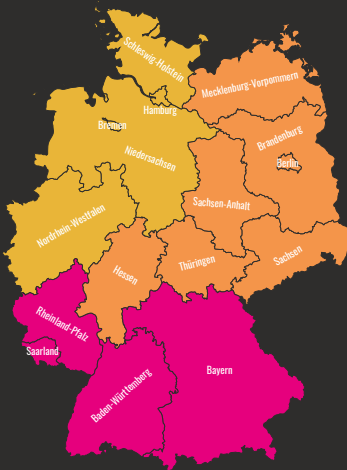 Schleswig-Holstein
Mecklenburg-Vorpommern
Hamborg
Bremen
Brandenburg
Niedersachsen
Berlin
Sachsen-Anhalt
Nordrhein-Westfalen
Sachsen
Thüringen
Hessen
Rheinland-Pfalz
Saarland
Bayern
Baden-Württemberg